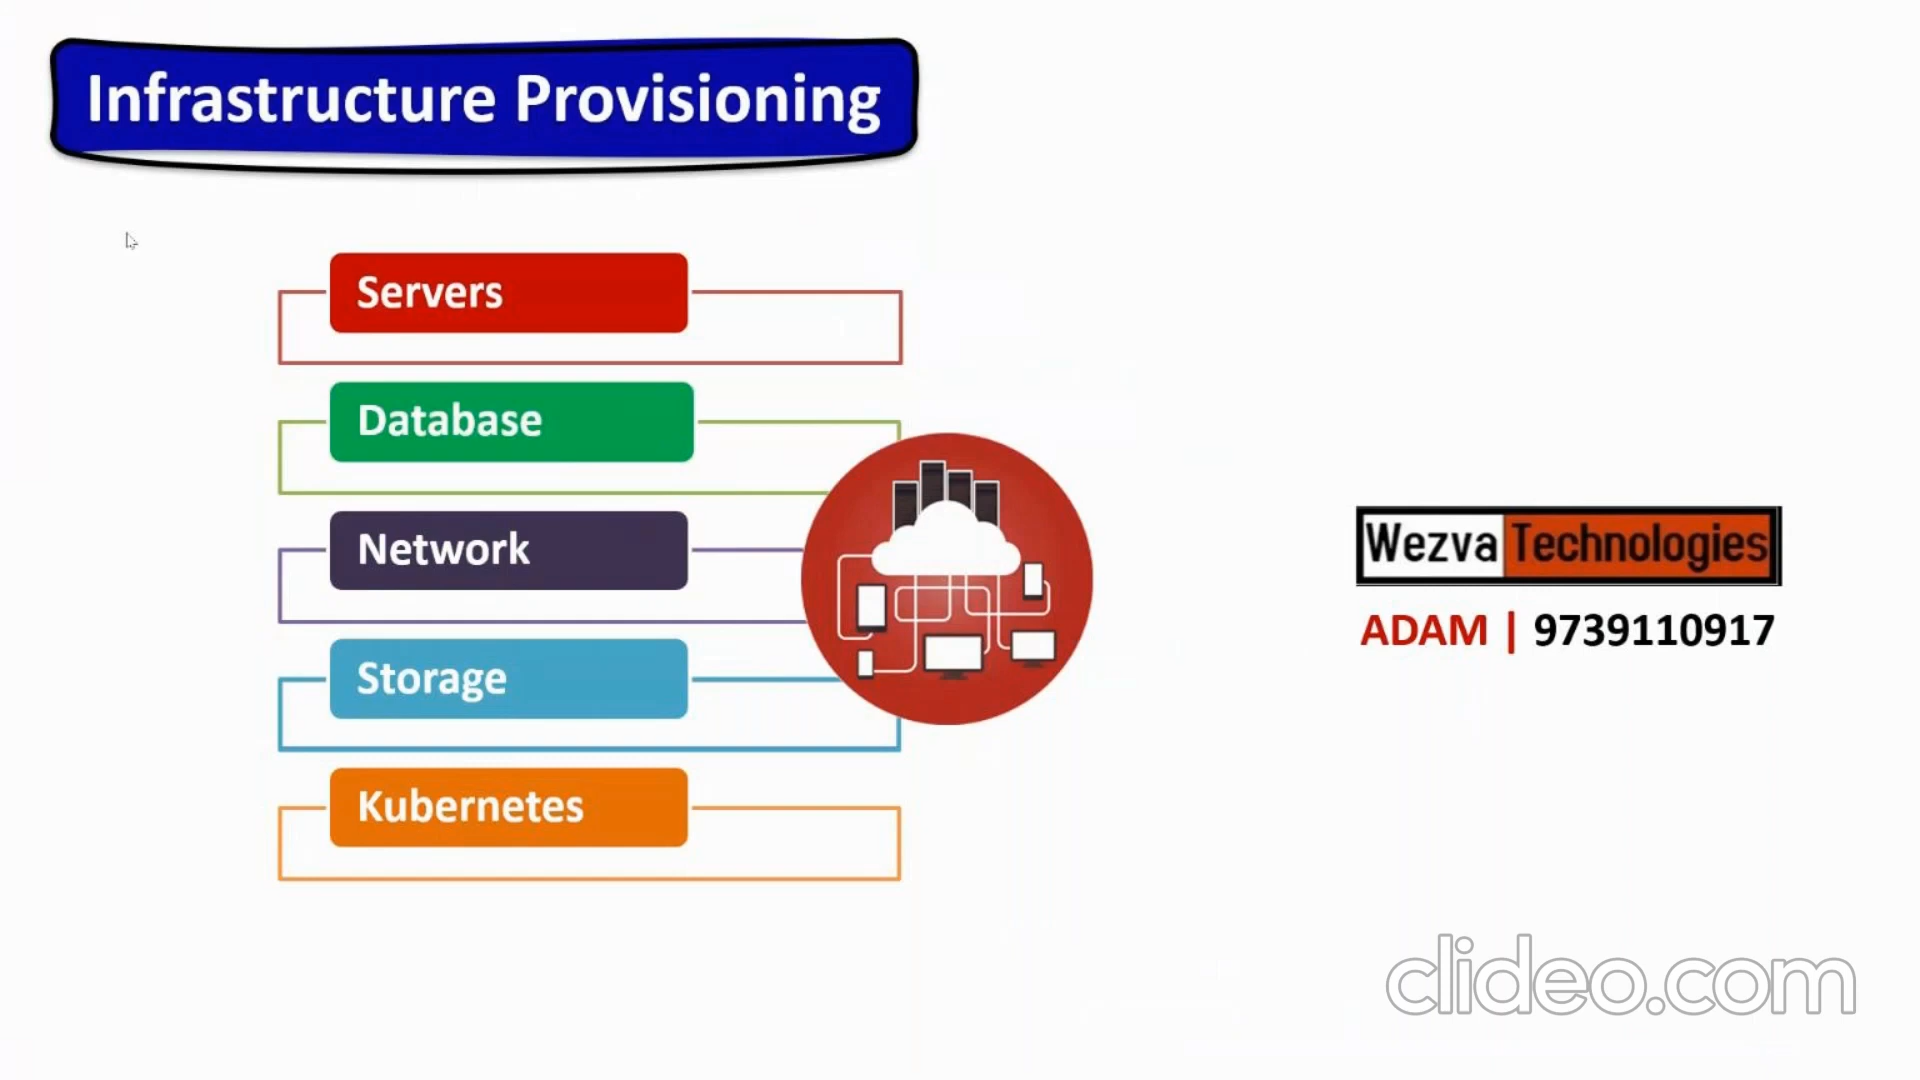 Infrastructure Provisioning
Servers
Database
Network
Storage
Kubernetes
Wezva Technologies
ADAM | 9739110917
clideo.com